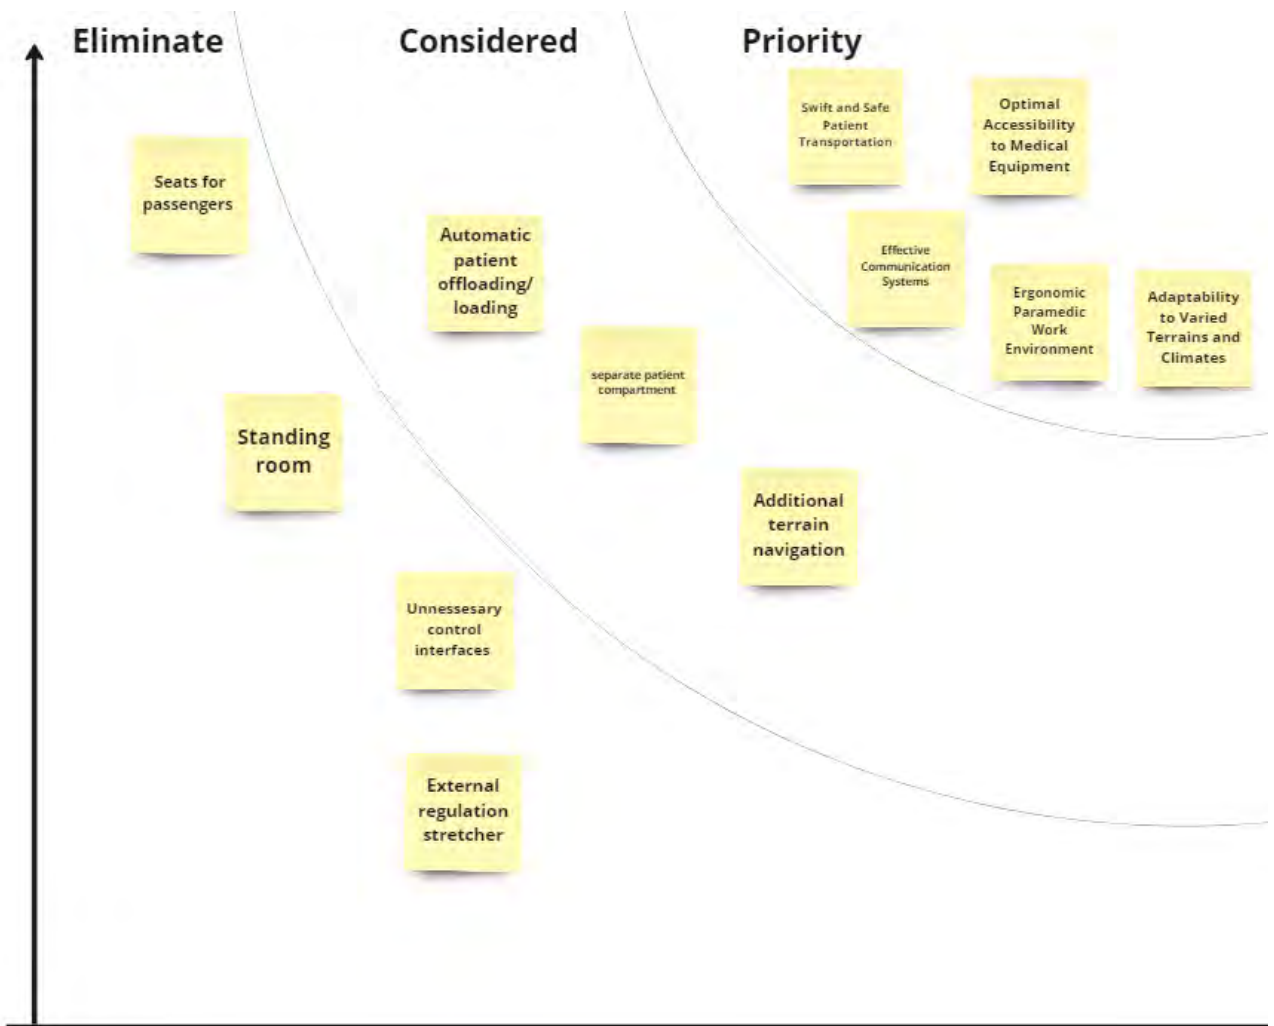 Eliminate
Considered
Priority
Seats for
passengers
Standing
room
Unnessesary
control
interfaces
External
regulation
stretcher
Automatic
patient
offloading/
loading
separate patient
compartment
Additional
terrain
navigation
Swift and Safe
Patient
Transportation
Optimal
Accessibility
to Medical
Equipment
Effective
Communication
Systems
Ergonomic
Paramedic
Work
Environment
Adaptability
to Varied
Terrains and
Climates